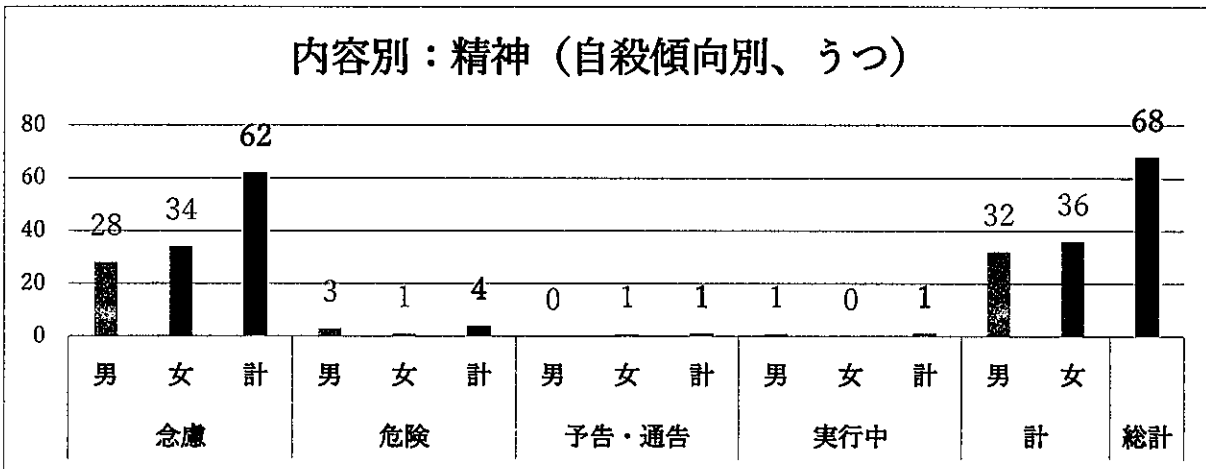 内容別：精神（自殺傾向別、うつ）
80
60
40
20
0
28 34 62 3 1 4 0 1 1 1 0 1 32 36 68
男 女 計 男 女 計 男 女 計 男 女 計 男 女
念慮 危険 予告・通告 実行中 計 総計